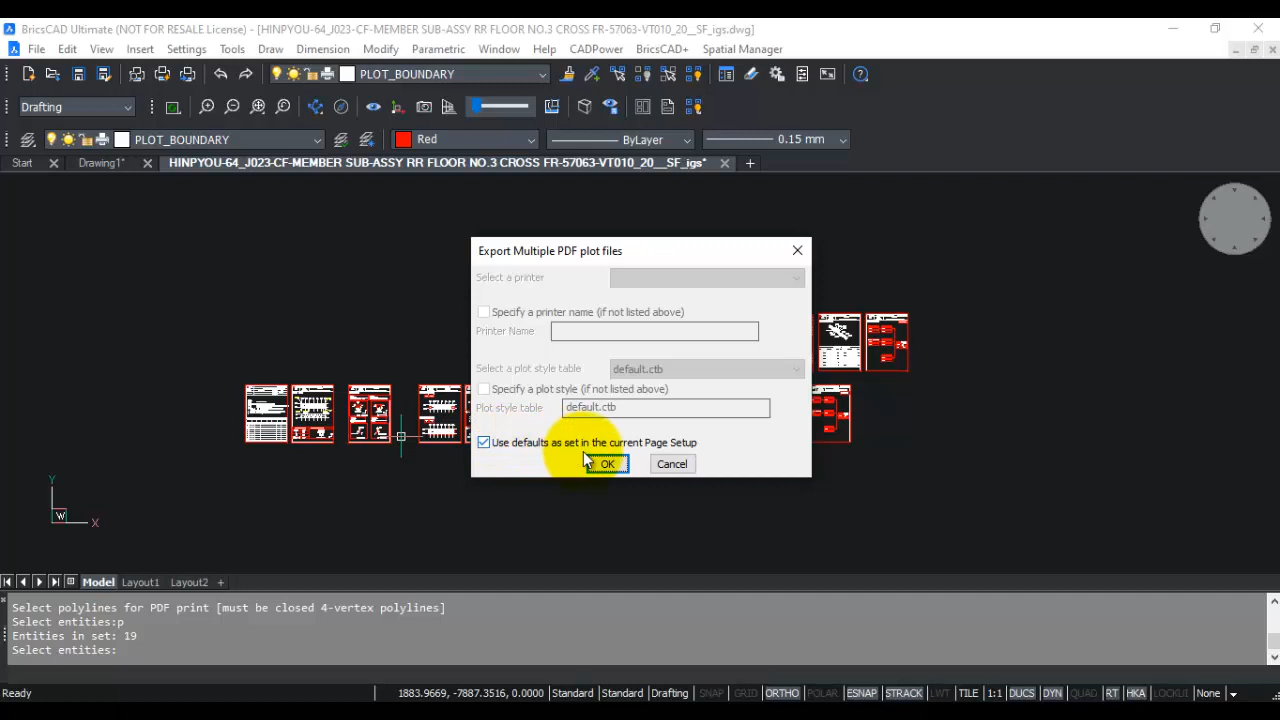 BricsCAD Ultimate (NOT FOR RESALE License) - [HINPYOU-64_J023-CF-MEMBER SUB-ASSY RR FLOOR NO.3 CROSS FR-57063-VT010_20__SF_igs.dwg]
File Edit View Insert Settings Tools Draw Dimension Modify Parametric Window Help CADPower BricsCAD+ Spatial Manager
PLOT_BOUNDARY
Drafting
PLOT_BOUNDARY Red ByLayer 0.15 mm
Start Drawing1* HINPYOU-64_J023-CF-MEMBER SUB-ASSY RR FLOOR NO.3 CROSS FR-57063-VT010_20__SF_igs*
Export Multiple PDF plot files
Select a printer
Specify a printer name (if not listed above)
Printer Name
Select a plot style table default.ctb
Specify a plot style (if not listed above)
Plot style table default.ctb
Use defaults as set in the current Page Setup
OK Cancel
Y
W X
Model Layout1 Layout2 +
Select polylines for PDF print [must be closed 4-vertex polylines]
Select entities:p
Entities in set: 19
Select entities:
Ready 1883.9669, -7887.3516, 0.0000 Standard Standard Drafting SNAP GRID ORTHO POLAR ESNAP STRACK LWT TILE 1:1 DUCS DYN QUAD RT HKA LOCKUI None